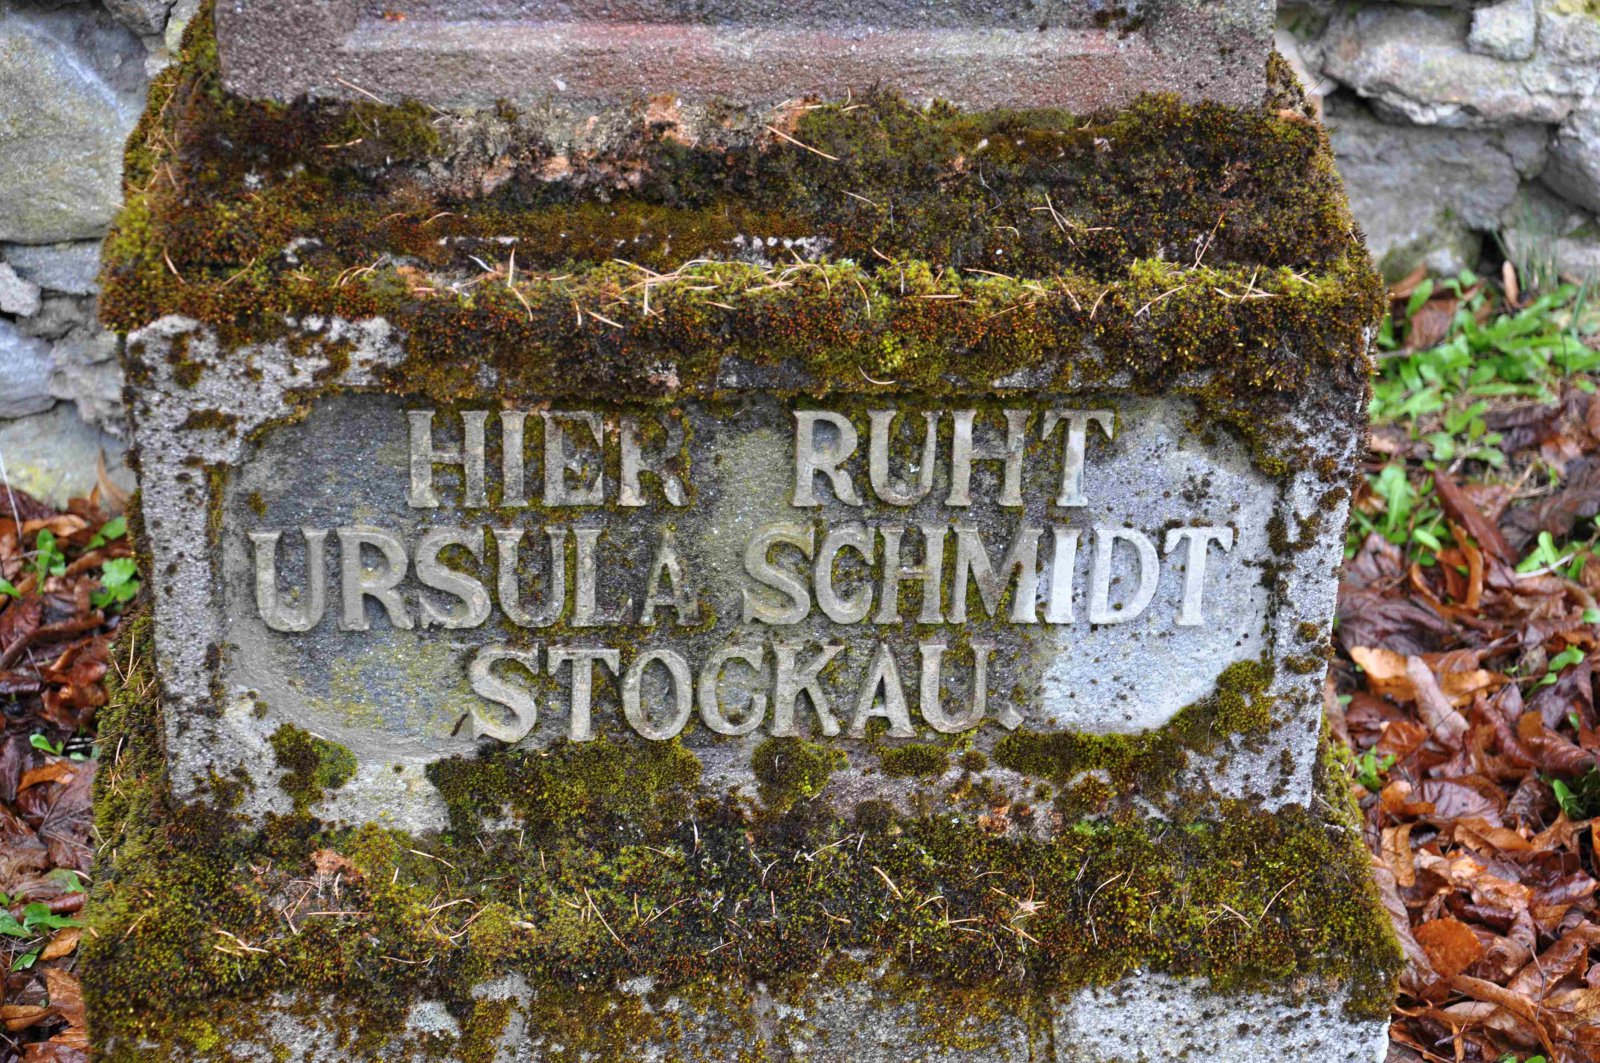 HIER RUHT
URSULA SCHMIDT
STOCKAU.